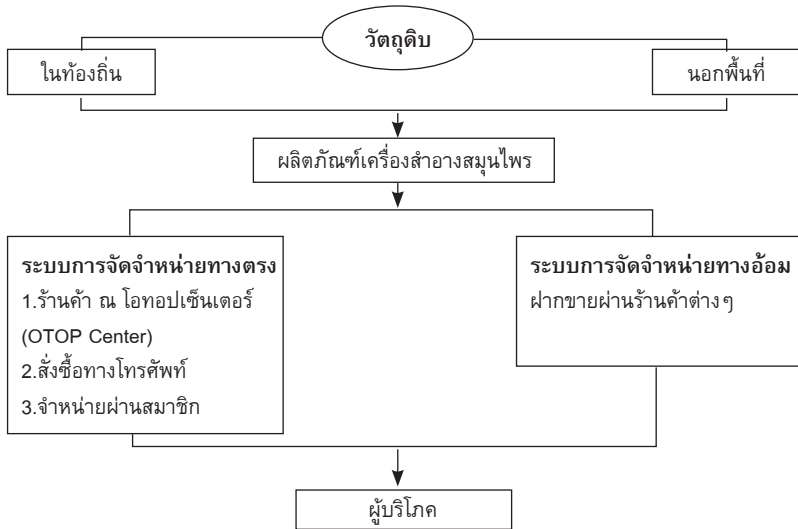 วัตถุดิบ
ในท้องถิ่น
นอกพื้นที่
ผลิตภัณฑ์เครื่องสำอางสมุนไพร
ระบบการจัดจำหน่ายทางตรง
1.ร้านค้า ณ โอทอปเซ็นเตอร์
(OTOP Center)
2.สั่งซื้อทางโทรศัพท์
3.จำหน่ายผ่านสมาชิก
ระบบการจัดจำหน่ายทางอ้อม
ฝากขายผ่านร้านค้าต่างๆ
ผู้บริโภค